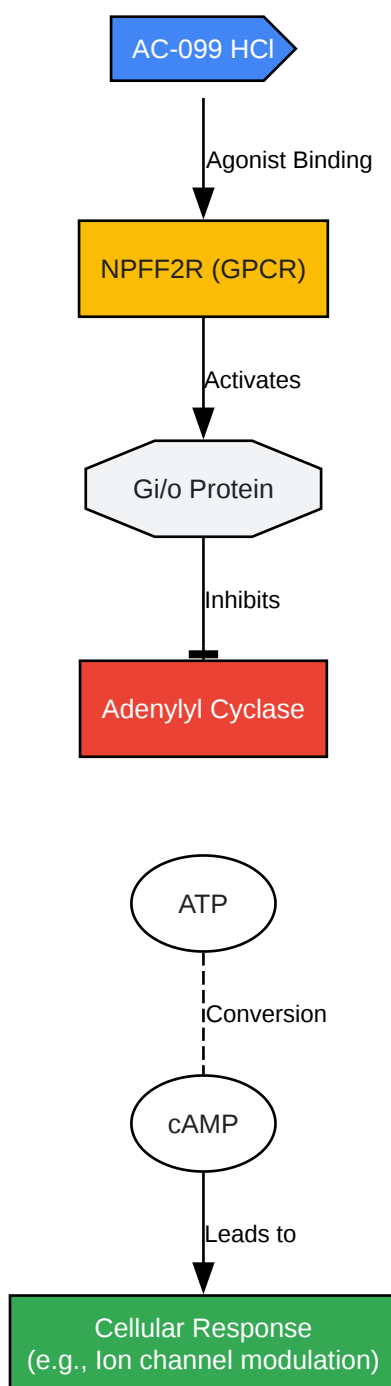 AC-099 HCl
Agonist Binding
NPFF2R (GPCR)
Activates
Gi/o Protein
Inhibits
Adenylyl Cyclase
ATP
Conversion
cAMP
Leads to
Cellular Response
(e.g., Ion channel modulation)